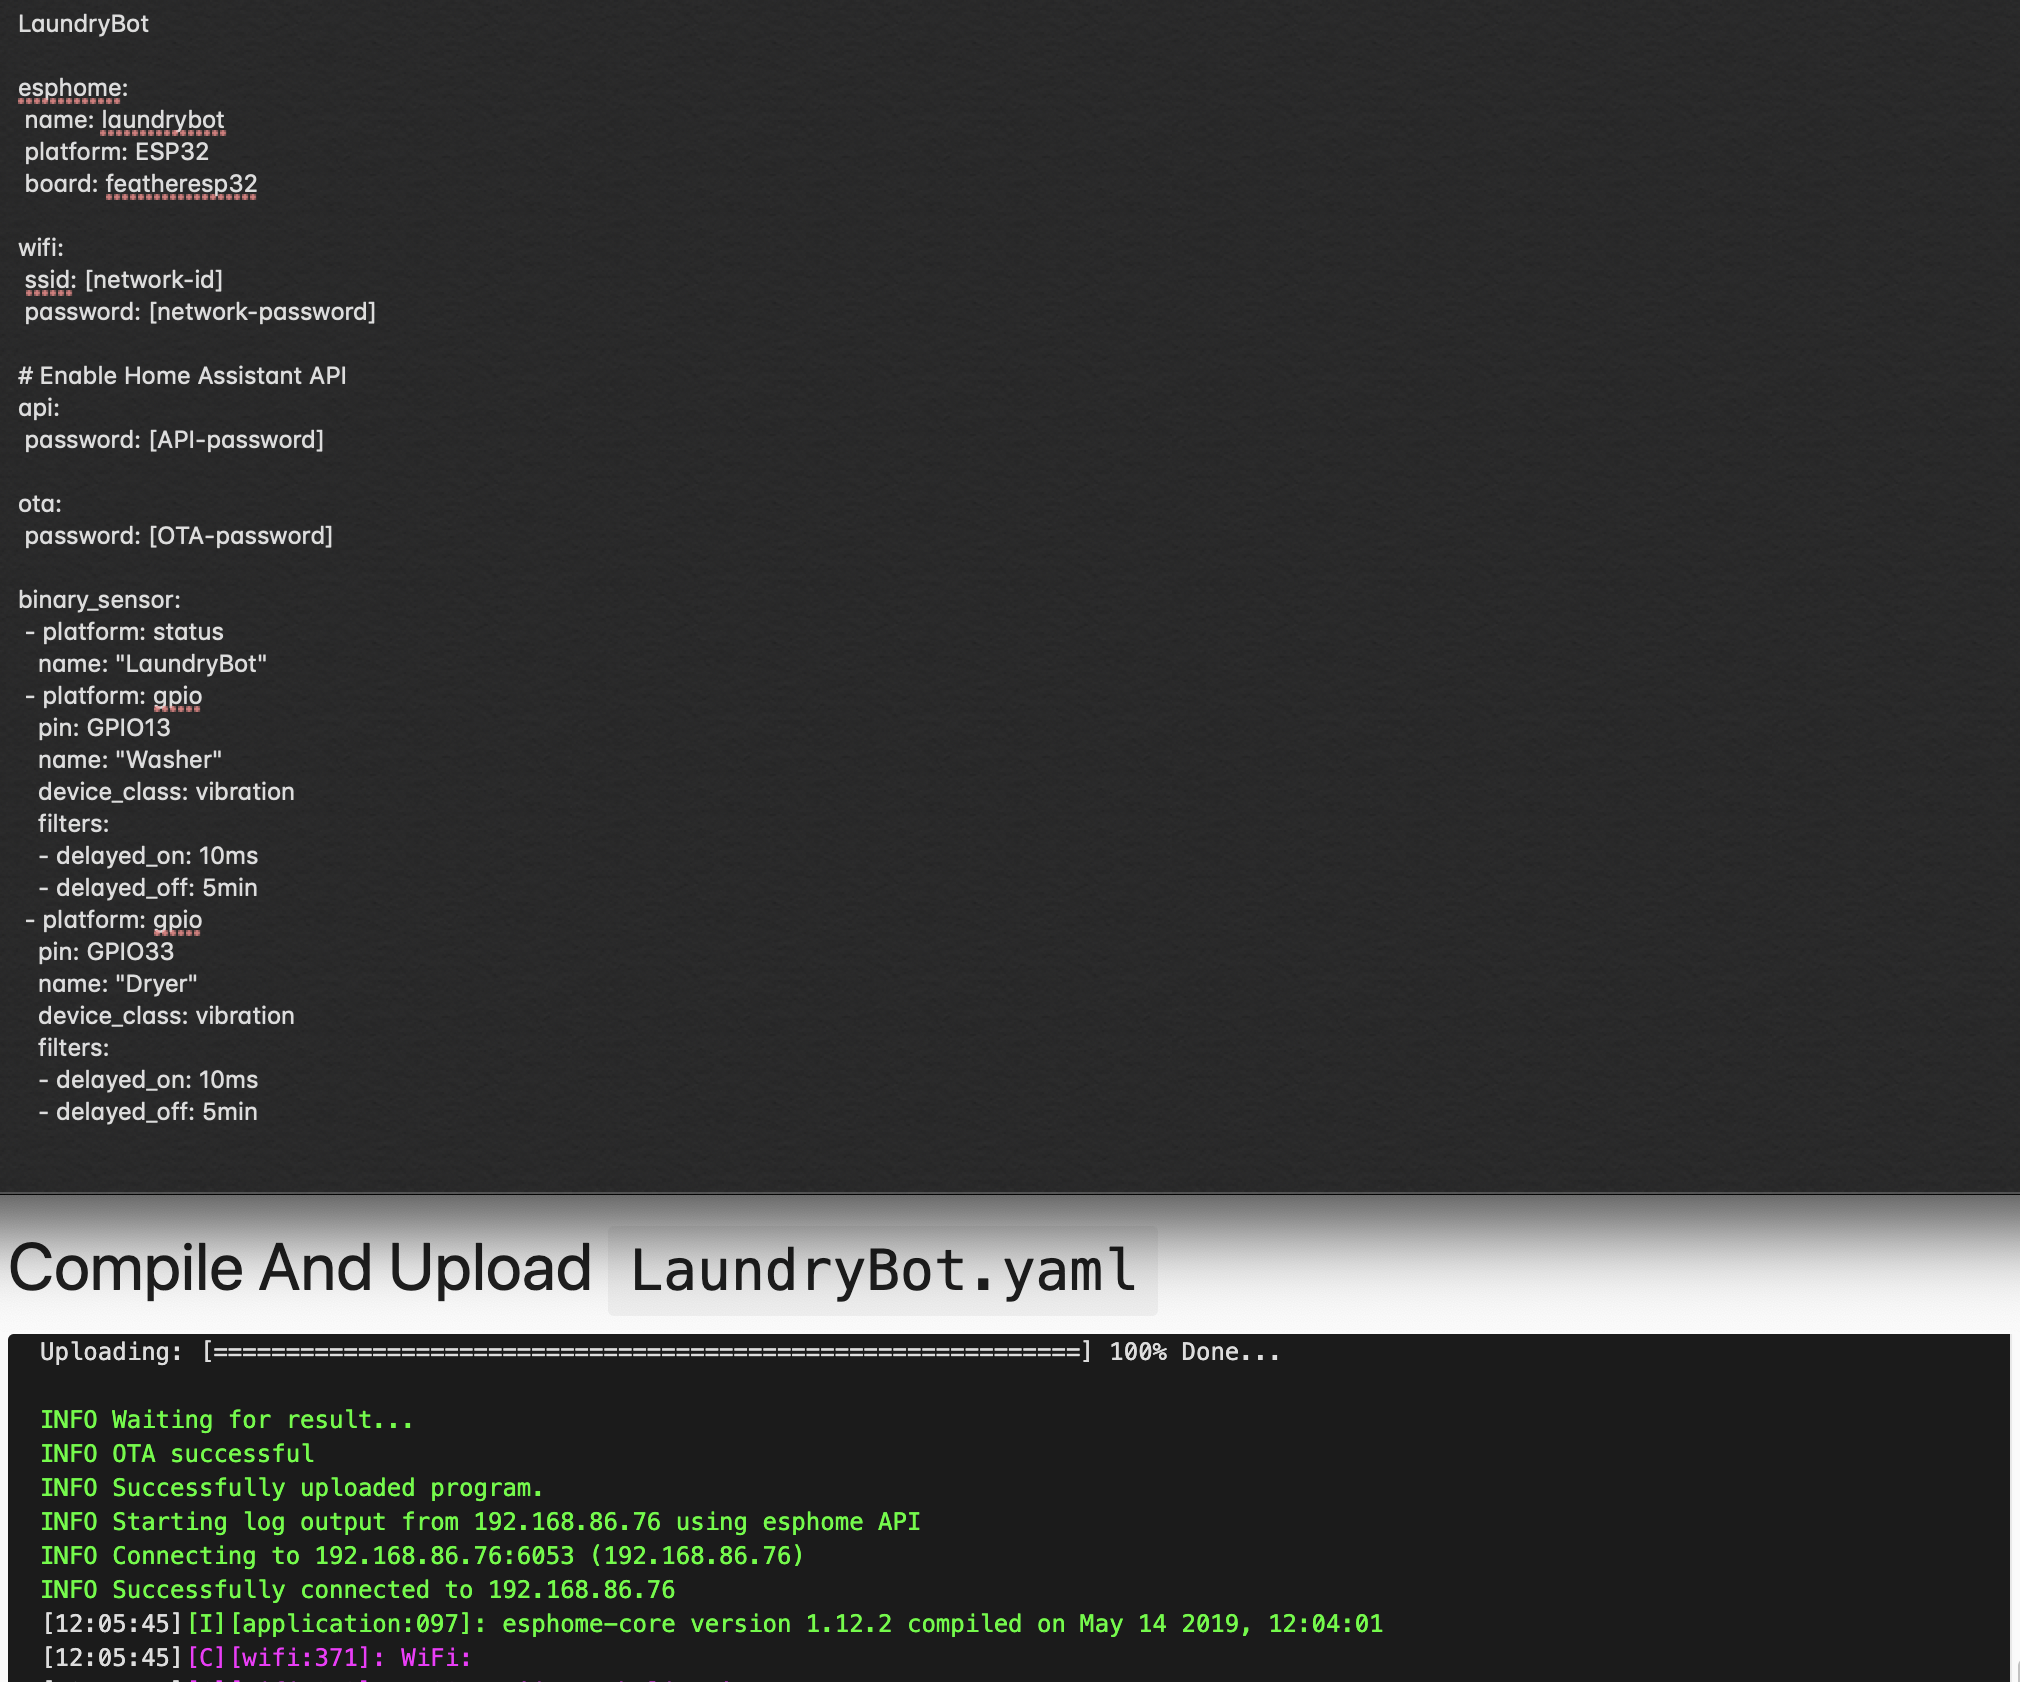 LaundryBot
esphome:
name: laundrybot
platform: ESP32
board: featheresp32
wifi:
ssid: [network-id]
password: [network-password]
# Enable Home Assistant API
api:
password: [API-password]
ota:
password: [OTA-password]
binary_sensor:
- platform: status
name: "LaundryBot"
- platform: gpio
pin: GPIO13
name: "Washer"
device_class: vibration
filters:
- delayed_on: 10ms
- delayed_off: 5min
- platform: gpio
pin: GPIO33
name: "Dryer"
device_class: vibration
filters:
- delayed_on: 10ms
- delayed_off: 5min
Compile And Upload LaundryBot.yaml
Uploading: [============================================================] 100% Done...
INFO Waiting for result...
INFO OTA successful
INFO Successfully uploaded program.
INFO Starting log output from 192.168.86.76 using esphome API
INFO Connecting to 192.168.86.76:6053 (192.168.86.76)
INFO Successfully connected to 192.168.86.76
[12:05:45][I][application:097]: esphome-core version 1.12.2 compiled on May 14 2019, 12:04:01
[12:05:45][C][wifi:371]: WiFi: